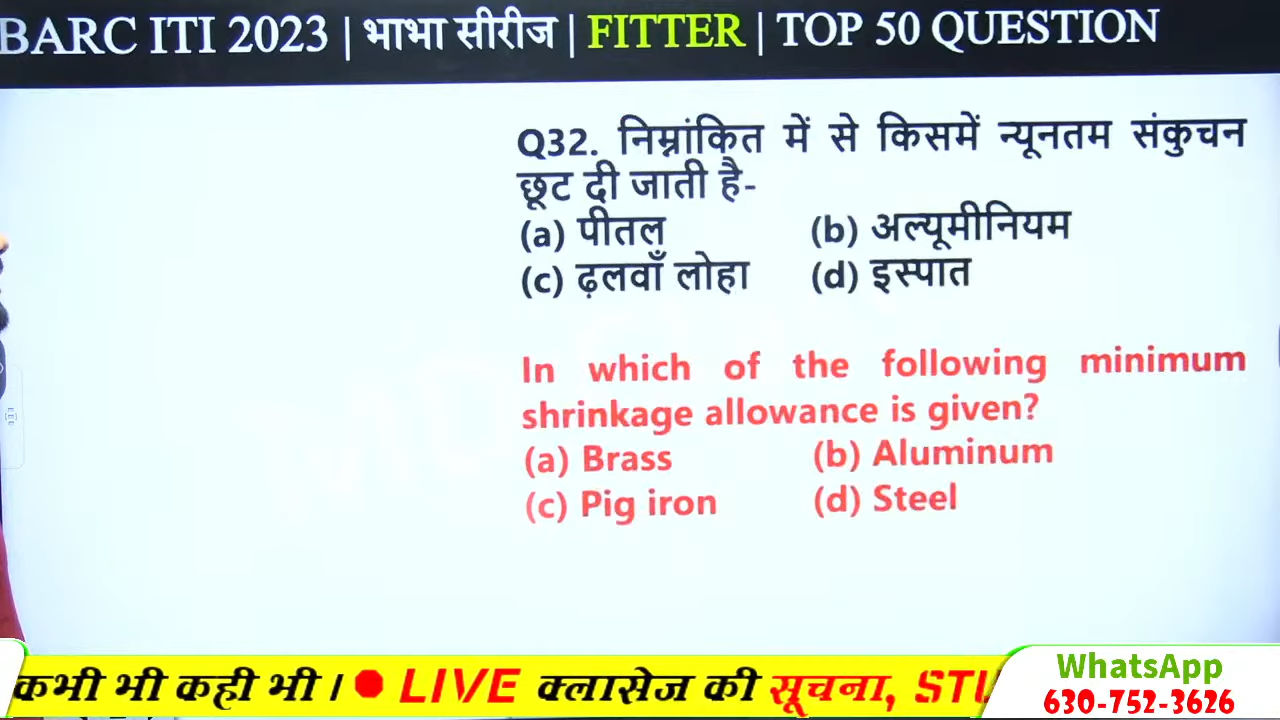 BARC ITI 2023 | भाभा सीरीज | FITTER | TOP 50 QUESTION
Q32. निम्नांकित में से किसमें न्यूनतम संकुचन
छूट दी जाती है-
(a) पीतल (b) अल्यूमीनियम
(c) ढ़लवाँ लोहा (d) इस्पात
In which of the following minimum
shrinkage allowance is given?
(a) Brass (b) Aluminum
(c) Pig iron (d) Steel
कभी भी कही भी । LIVE क्लासेज की सूचना,
WhatsApp
630-752-3626